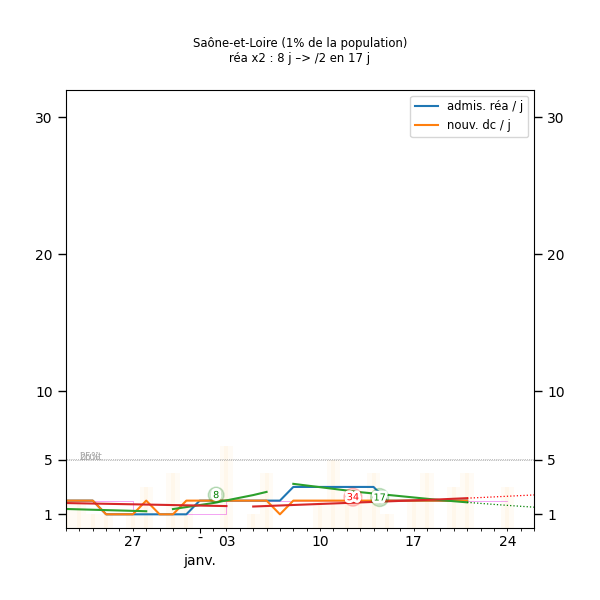 Saône-et-Loire (1% de la population)
réa x2 : 8 j –> /2 en 17 j
admis. réa / j
nouv. dc / j
30 30
20 20
10 10
5 5
1 1
8
34 17
27 - 03 10 17 24
janv.